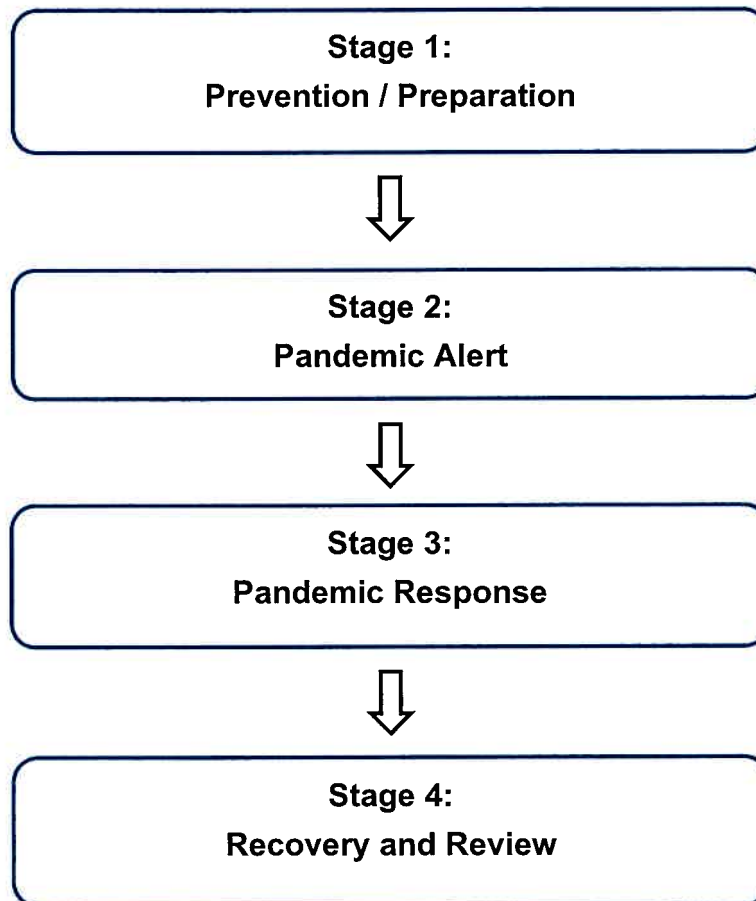 Stage 1:
Prevention / Preparation
Stage 2:
Pandemic Alert
Stage 3:
Pandemic Response
Stage 4:
Recovery and Review